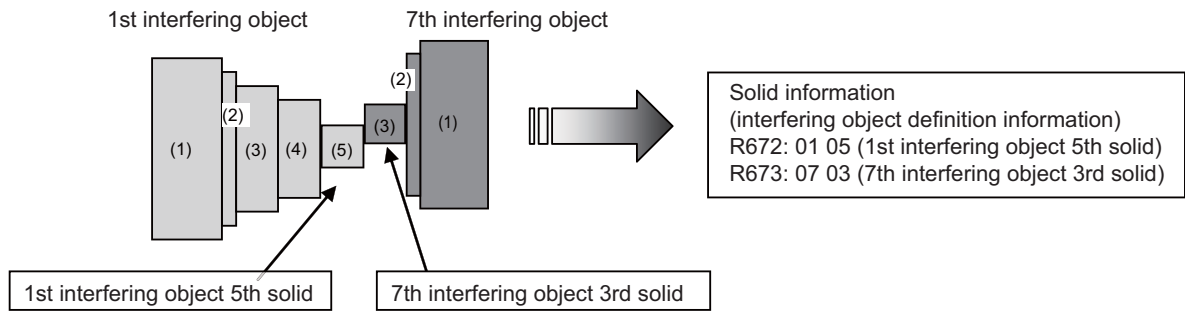 1st interfering object
7th interfering object
(1)
(2)
(3)
(4)
(5)
(3)
(2)
(1)
Solid information
(interfering object definition information)
R672: 01 05 (1st interfering object 5th solid)
R673: 07 03 (7th interfering object 3rd solid)
1st interfering object 5th solid
7th interfering object 3rd solid